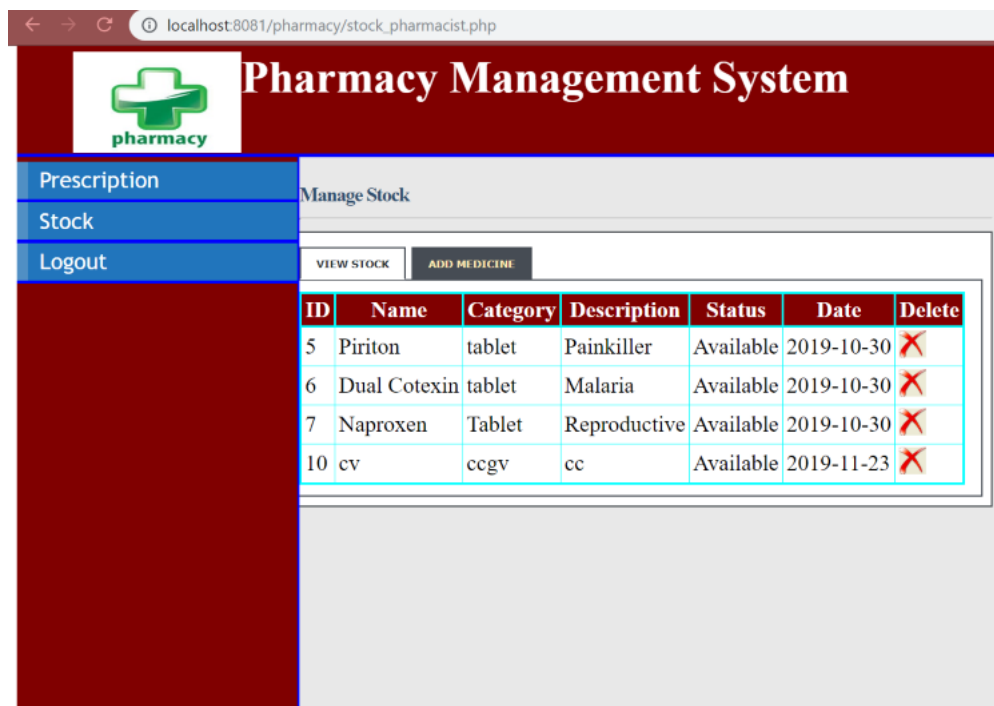 localhost:8081/pharmacy/stock_pharmacist.php
Pharmacy Management System
pharmacy
Prescription
Stock
Logout
Manage Stock
VIEW STOCK ADD MEDICINE
ID Name Category Description Status Date Delete
5 Piriton tablet Painkiller Available 2019-10-30
6 Dual Cotexin tablet Malaria Available 2019-10-30
7 Naproxen Tablet Reproductive Available 2019-10-30
10 cv ccgv cc Available 2019-11-23